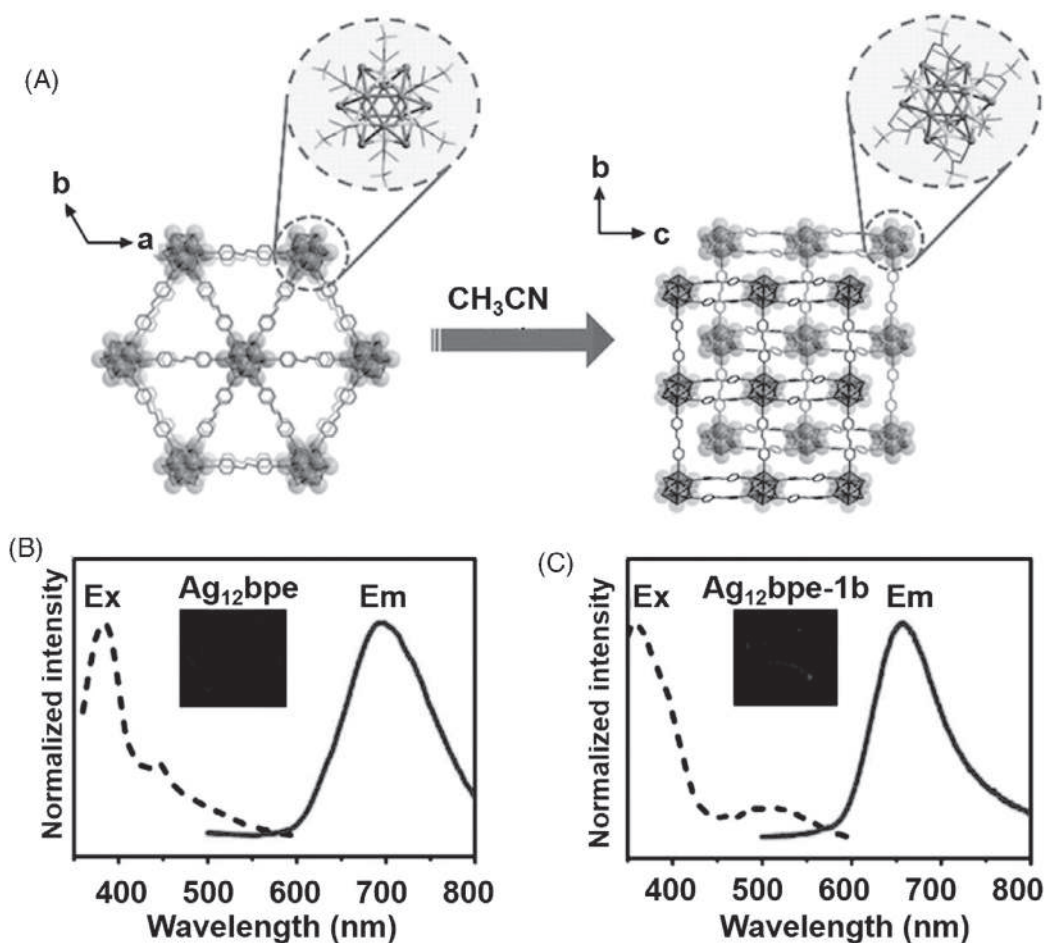 (A)
b
a
CH₃CN
b
c
(B)
Normalized intensity
Ex
Ag₁₂bpe
Em
400 500 600 700 800
Wavelength (nm)
(C)
Normalized intensity
Ex
Ag₁₂bpe-1b
Em
400 500 600 700 800
Wavelength (nm)